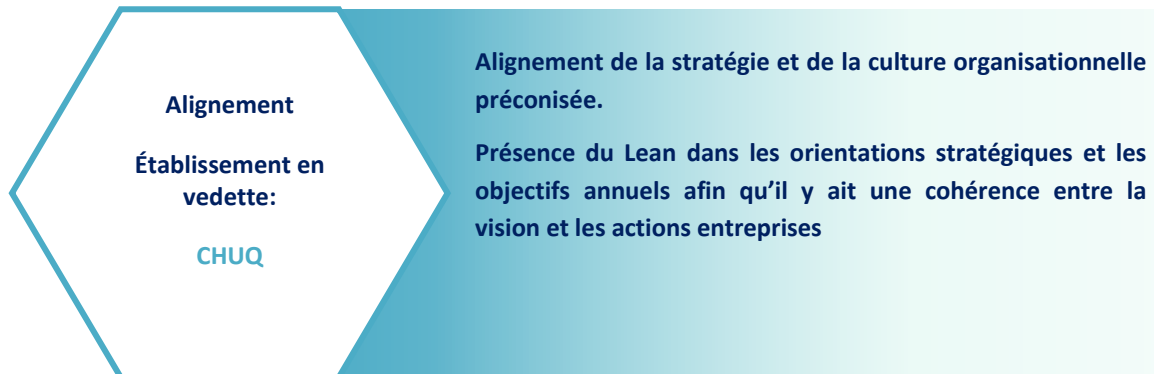 Alignement
Établissement en
vedette:
CHUQ
Alignement de la stratégie et de la culture organisationnelle
préconisée.
Présence du Lean dans les orientations stratégiques et les
objectifs annuels afin qu’il y ait une cohérence entre la
vision et les actions entreprises